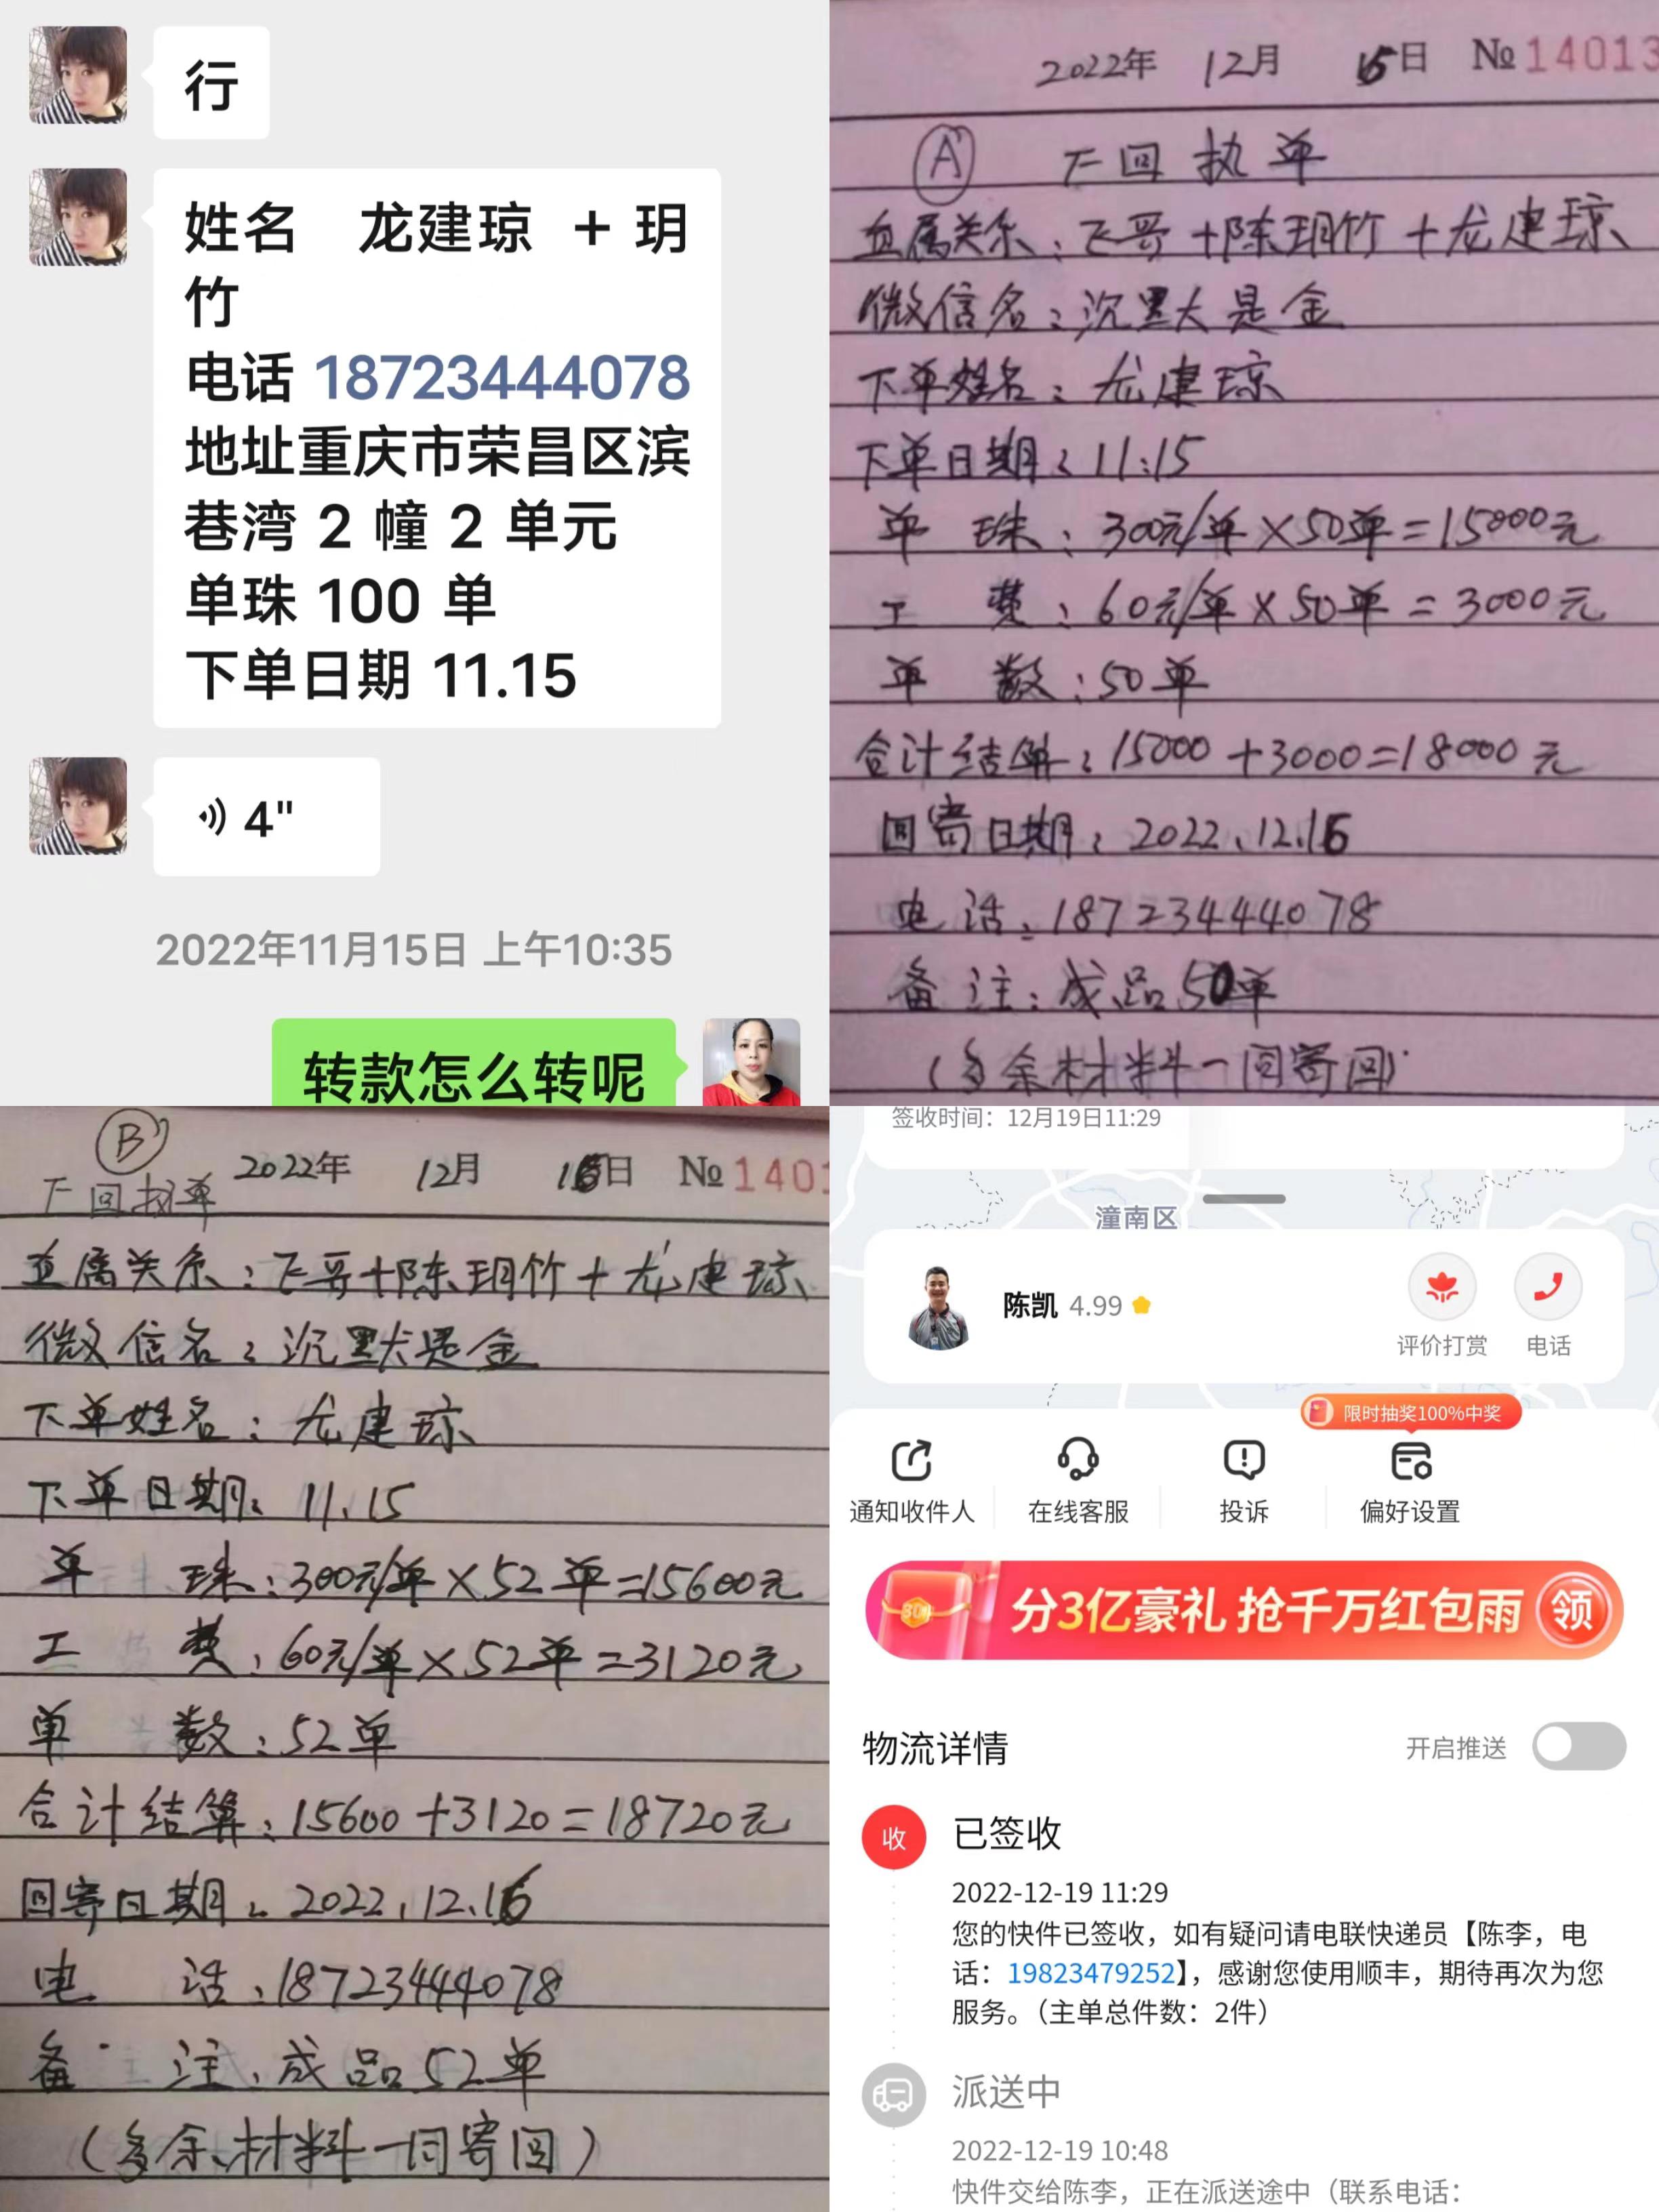 行
姓名 龙建琼 + 玥
竹
电话 18723444078
地址重庆市荣昌区滨
巷湾 2 幢 2 单元
单珠 100 单
下单日期 11.15
4"
2022年11月15日 上午10:35
转款怎么转呢
2022年 12月 15日 № 14013
A 下回执单
直属关系：飞哥+陈玥竹+龙建琼
微信名：沉默是金
下单姓名：龙建琼
下单日期：11:15
单珠：300元/单×50单=15000元
工费：60元/单×50单=3000元
单数：50单
合计结算：15000+3000=18000元
回寄日期：2022.12.16
电话：18723444078
备注：成品50单
(多余材料一同寄回)
B
下回执单 2022年 12月 16日 № 1401
直属关系：飞哥+陈玥竹+龙建琼
微信名：沉默是金
下单姓名：龙建琼
下单日期：11.15
单珠：300元/单×52单=15600元
工费：60元/单×52单=3120元
单数：52单
合计结算：15600+3120=18720元
回寄日期：2022.12.16
电话：18723444078
备注：成品52单
(多余材料一同寄回)
签收时间：12月19日11:29
潼南区
陈凯 4.99
评价打赏 电话
限时抽奖100%中奖
通知收件人 在线客服 投诉 偏好设置
分3亿豪礼 抢千万红包雨 领
物流详情 开启推送
收 已签收
2022-12-19 11:29
您的快件已签收，如有疑问请电联快递员【陈李，电
话：19823479252】，感谢您使用顺丰，期待再次为您
服务。（主单总件数：2件）
派送中
2022-12-19 10:48
快件交给陈李，正在派送途中（联系电话：